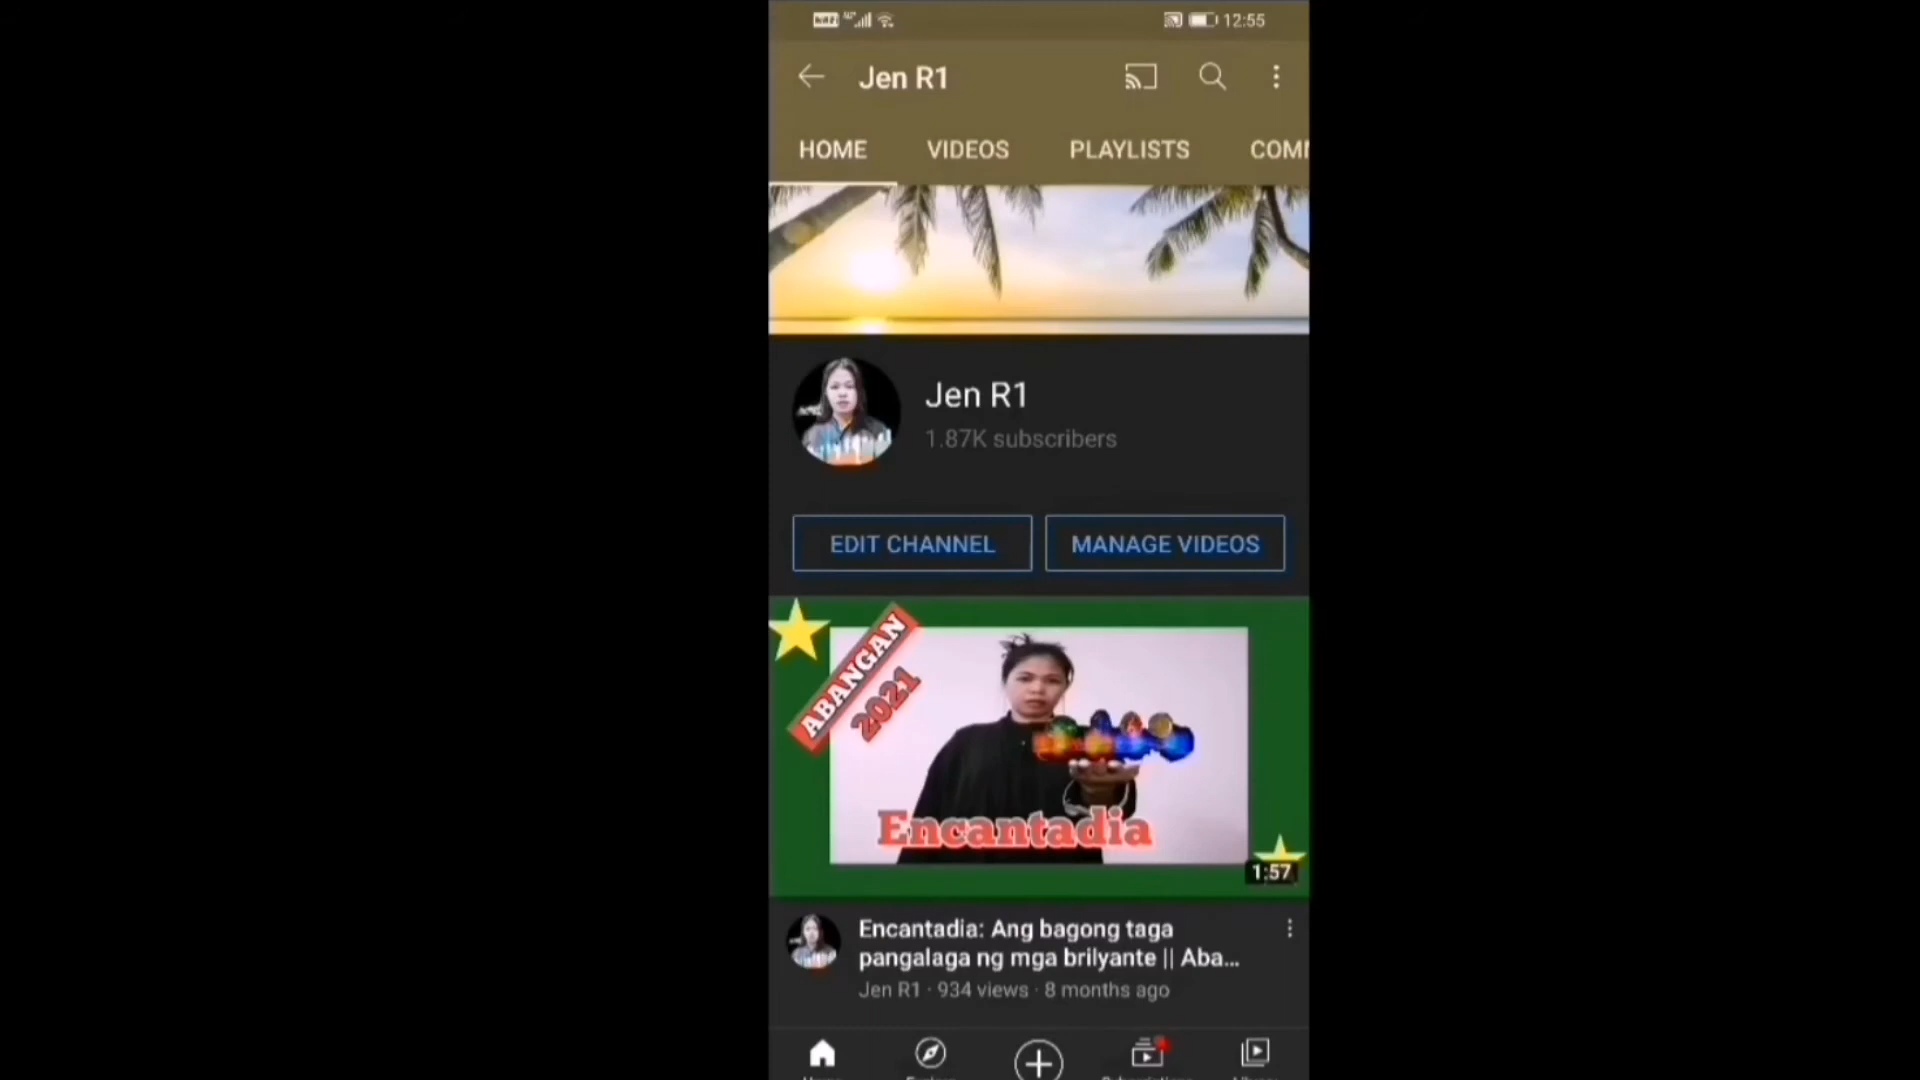 12:55
Jen R1
HOME VIDEOS PLAYLISTS COMM
Jen R1
1.87K subscribers
EDIT CHANNEL MANAGE VIDEOS
ABANGAN
2021
Encantadia
1:57
Encantadia: Ang bagong taga
pangalaga ng mga brilyante || Aba...
Jen R1 · 934 views · 8 months ago